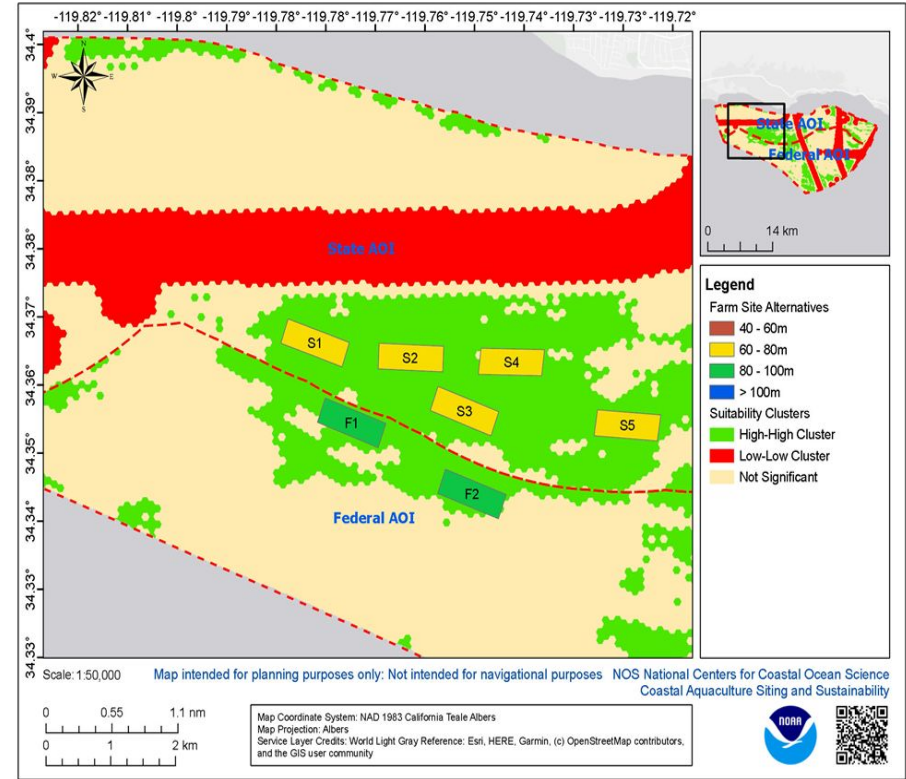 -119.82° -119.81° -119.8° -119.79° -119.78° -119.77° -119.76° -119.74° -119.73° -119.72°
34.4°
34.39°
34.38°
34.38°
34.37°
34.36°
34.35°
34.34°
34.33°
34.33°
N
W E
S
State AOI
S1
S2
S4
S3
S5
F1
F2
Federal AOI
State AOI
Federal AOI
0 14 km
Legend
Farm Site Alternatives
40 - 60m
60 - 80m
80 - 100m
> 100m
Suitability Clusters
High-High Cluster
Low-Low Cluster
Not Significant
Scale: 1:50,000
Map intended for planning purposes only: Not intended for navigational purposes
NOS National Centers for Coastal Ocean Science
Coastal Aquaculture Siting and Sustainability
0 0.55 1.1 nm
0 1 2 km
Map Coordinate System: NAD 1983 California Teale Albers
Map Projection: Albers
Service Layer Credits: World Light Gray Reference: Esri, HERE, Garmin, (c) OpenStreetMap contributors,
and the GIS user community
NOAA